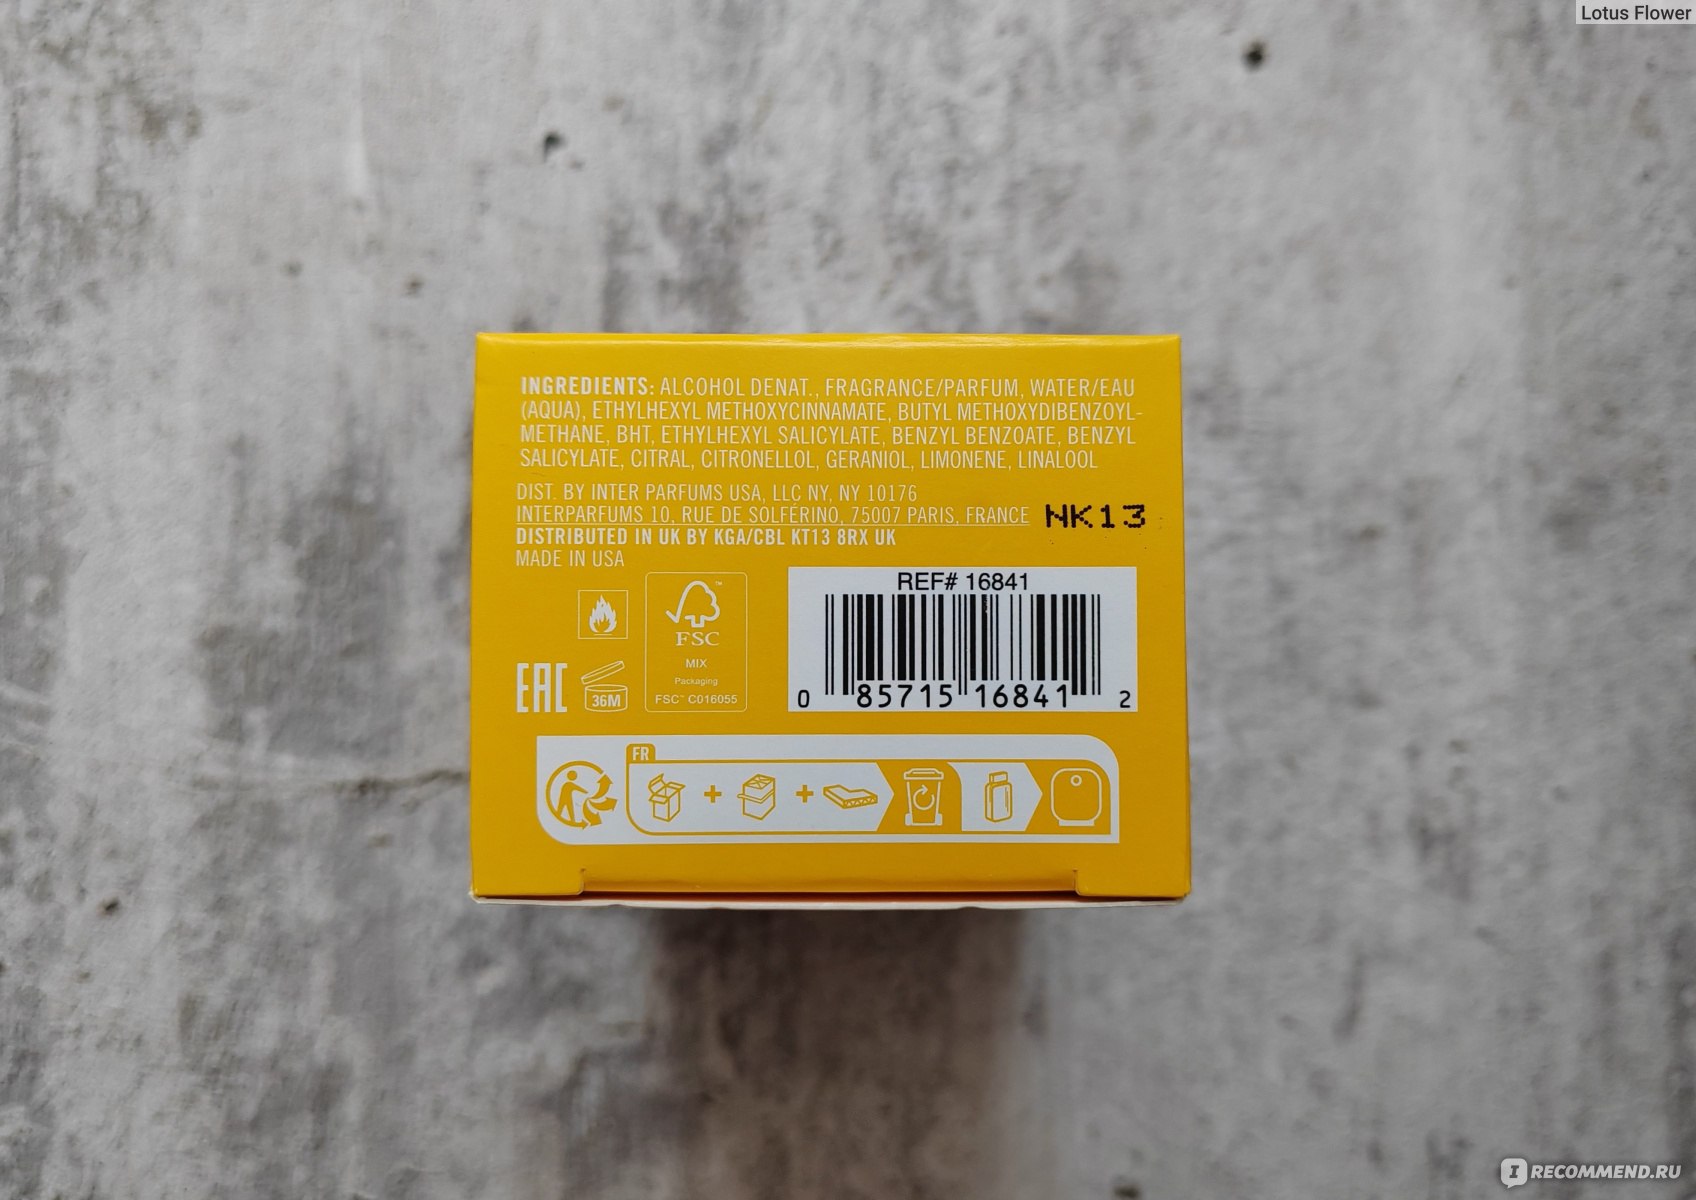 Lotus Flower
INGREDIENTS: ALCOHOL DENAT., FRAGRANCE/PARFUM, WATER/EAU
(AQUA), ETHYLHEXYL METHOXYCINNAMATE, BUTYL METHOXYDIBENZOYL-
METHANE, BHT, ETHYLHEXYL SALICYLATE, BENZYL BENZOATE, BENZYL
SALICYLATE, CITRAL, CITRONELLOL, GERANIOL, LIMONENE, LINALOOL
DIST. BY INTER PARFUMS USA, LLC NY, NY 10176
INTERPARFUMS 10, RUE DE SOLFÉRINO, 75007 PARIS, FRANCE
NK13
DISTRIBUTED IN UK BY KGA/CBL KT13 8RX UK
MADE IN USA
REF# 16841
FSC™
MIX
Packaging
FSC™ C016055
EAC
36M
0 85715 16841 2
FR
IRECOMMEND.RU